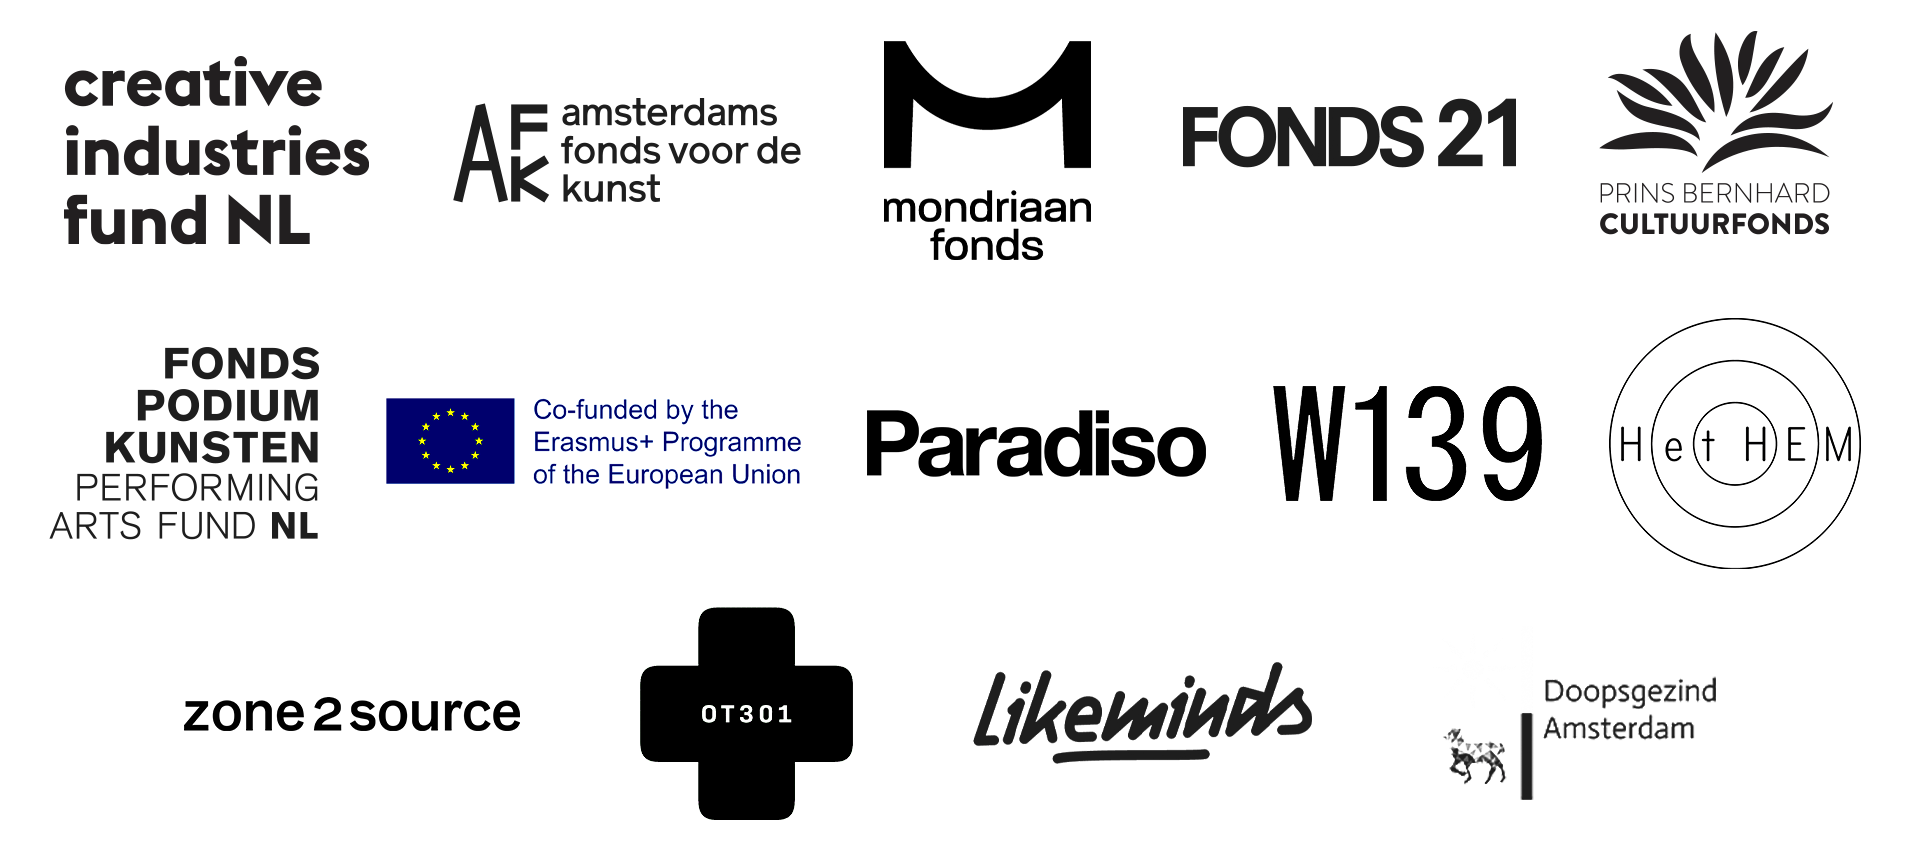 creative
industries
fund NL
AFK
amsterdams
fonds voor de
kunst
mondriaan
fonds
FONDS 21
PRINS BERNHARD
CULTUURFONDS
FONDS
PODIUM
KUNSTEN
PERFORMING
ARTS FUND NL
Co-funded by the
Erasmus+ Programme
of the European Union
Paradiso
W139
Het HEM
zone2source
OT301
Likeminds
Doopsgezind
Amsterdam